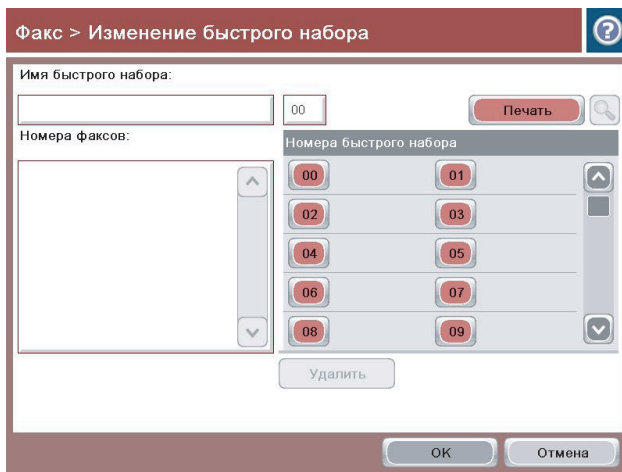 Факс > Изменение быстрого набора
?
Имя быстрого набора:
00
Печать
Номера факсов:
Номера быстрого набора
00 01
02 03
04 05
06 07
08 09
Удалить
OK Отмена